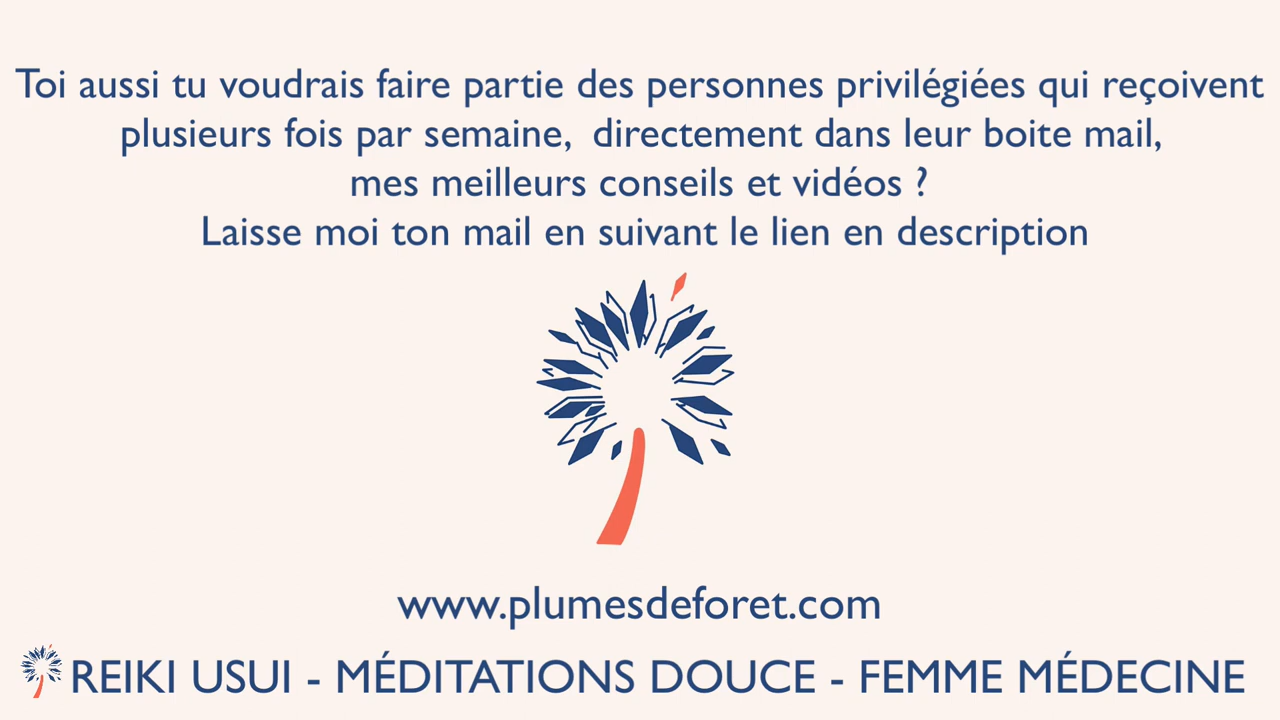 Toi aussi tu voudrais faire partie des personnes privilégiées qui reçoivent
plusieurs fois par semaine,  directement dans leur boite mail,
mes meilleurs conseils et vidéos ?
Laisse moi ton mail en suivant le lien en description
www.plumesdeforet.com
REIKI USUI - MÉDITATIONS DOUCE - FEMME MÉDECINE